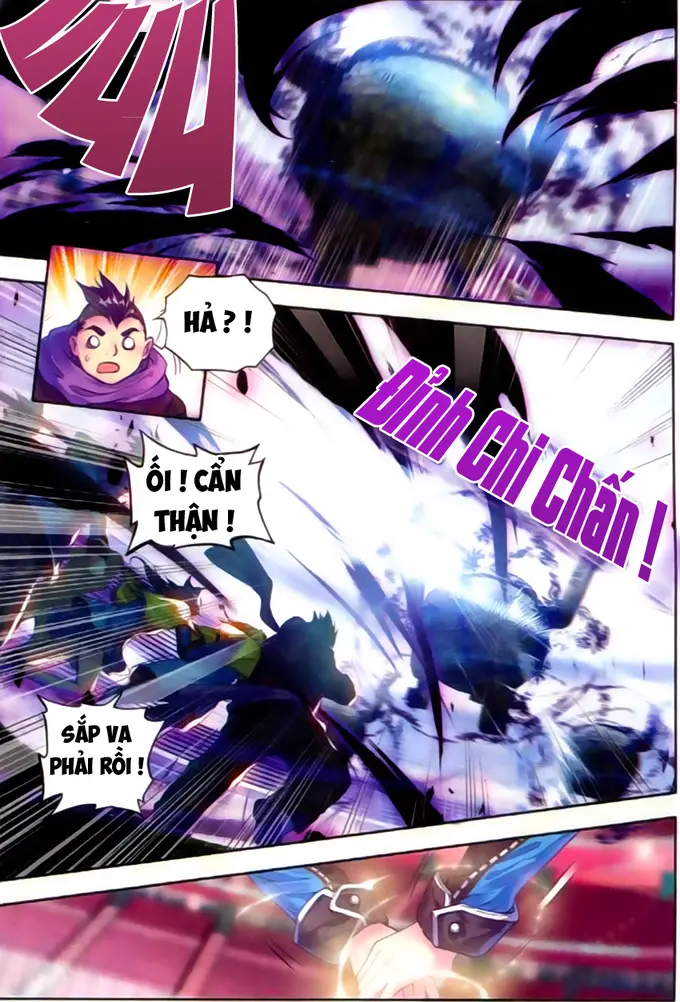 HẢ ? !
Đỉnh Chi Chấn !
ỐI ! CẨN
THẬN !
SẮP VA
PHẢI RỒI !